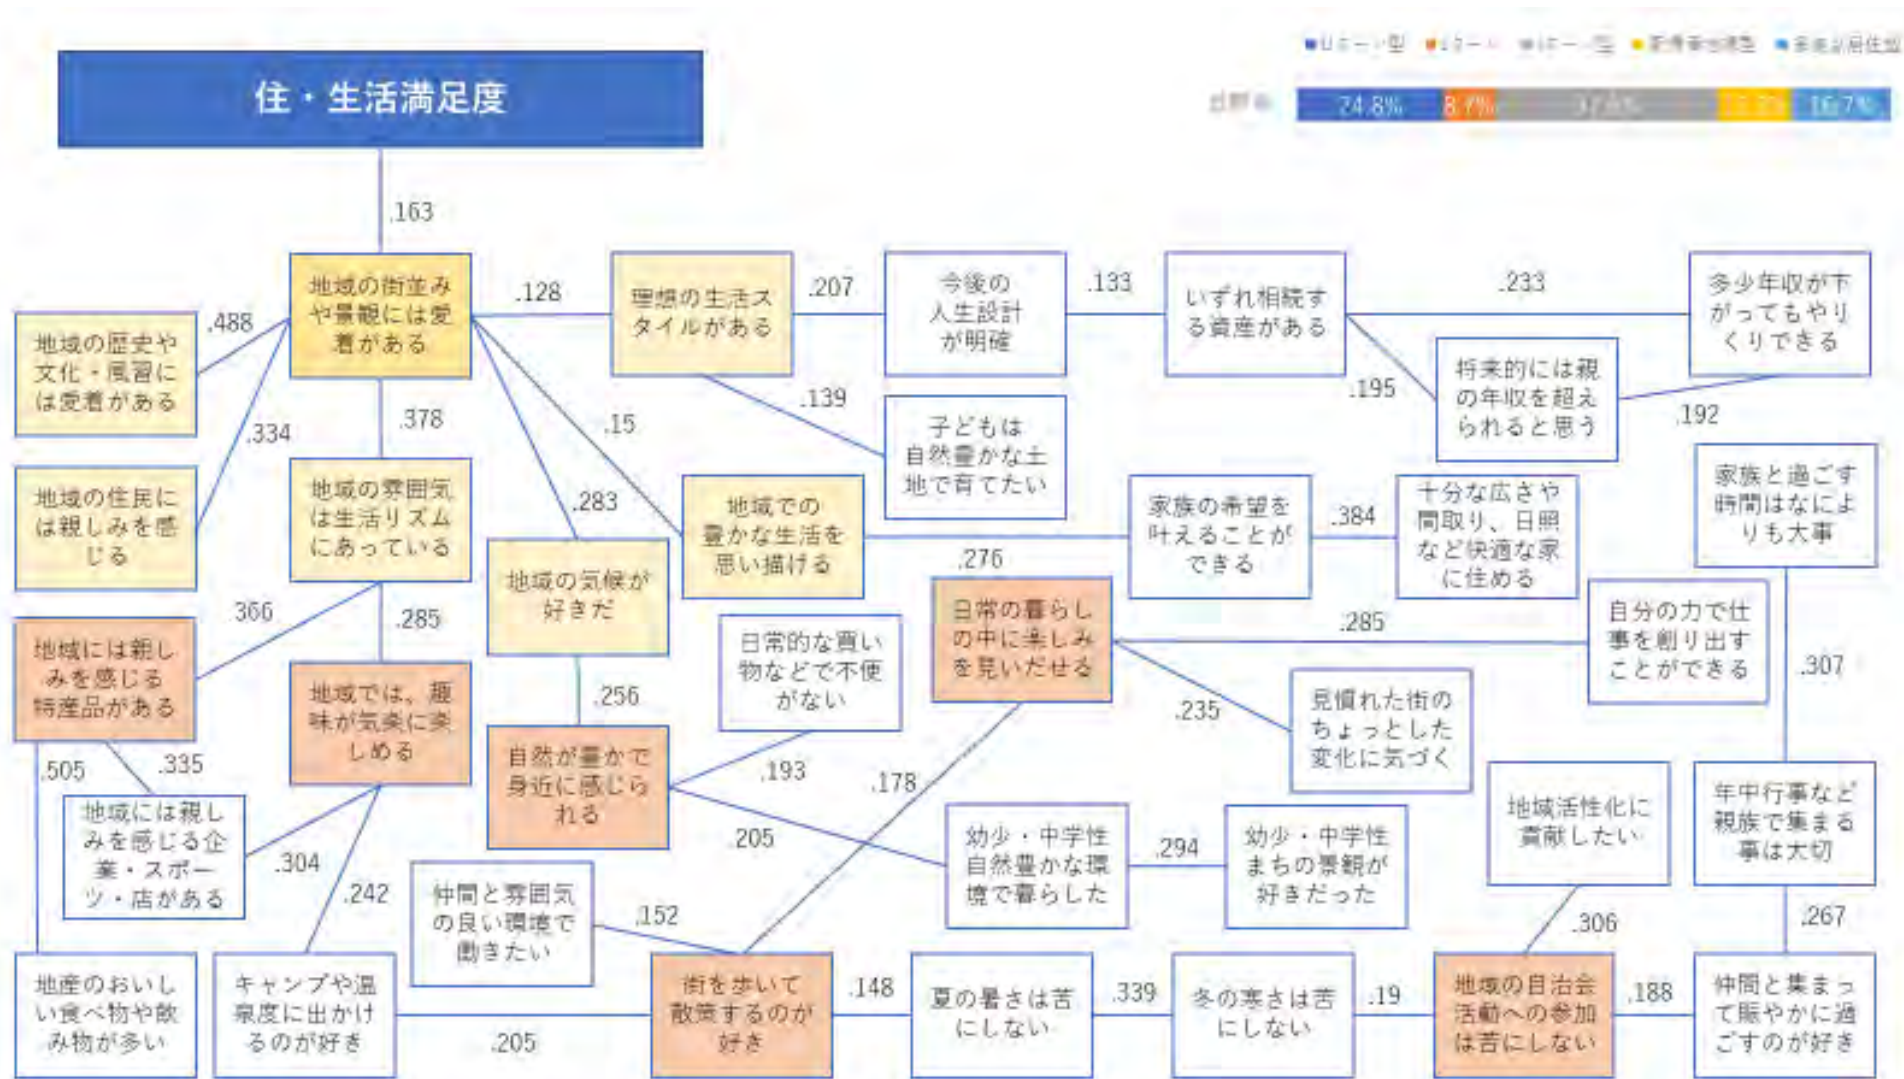 住・生活満足度
24.8%
8.7%
16.7%
.163
地域の街並み
や景観には愛
着がある
.128
理想の生活ス
タイルがある
.207
今後の
人生設計
が明確
.133
いずれ相続す
る資産がある
.233
多少年収が下
がってもやり
くりできる
.488
地域の歴史や
文化・風習に
は愛着がある
.195
将来的には親
の年収を超え
られると思う
.192
.139
子どもは
自然豊かな土
地で育てたい
.334
.378
.15
.283
地域の住民に
は親しみを感
じる
地域の雰囲気
は生活リズム
にあっている
地域の気候が
好きだ
地域での
豊かな生活を
思い描ける
.276
家族の希望を
叶えることが
できる
.384
十分な広さや
間取り、日照
など快適な家
に住める
家族と過ごす
時間はなによ
りも大事
366
.285
地域には親し
みを感じる
特産品がある
地域では、趣
味が気楽に楽
しめる
.256
日常的な買い
物などで不便
がない
日常の暮らし
の中に楽しみ
を見いだせる
.285
自分の力で仕
事を創り出す
ことができる
.307
.235
見慣れた街の
ちょっとした
変化に気づく
.505
.335
自然が豊かで
身近に感じら
れる
.193
.178
地域には親し
みを感じる企
業・スポー
ツ・店がある
.304
.242
.205
幼少・中学性
自然豊かな環
境で暮らした
.294
幼少・中学性
まちの景観が
好きだった
地域活性化に
貢献したい
年中行事など
親族で集まる
事は大切
仲間と雰囲気
の良い環境で
働きたい
.152
.306
.267
地産のおいし
い食べ物や飲
み物が多い
キャンプや温
泉度に出かけ
るのが好き
.205
街を歩いて
散策するのが
好き
.148
夏の暑さは苦
にしない
.339
冬の寒さは苦
にしない
.19
地域の自治会
活動への参加
は苦にしない
.188
仲間と集まっ
て賑やかに過
ごすのが好き